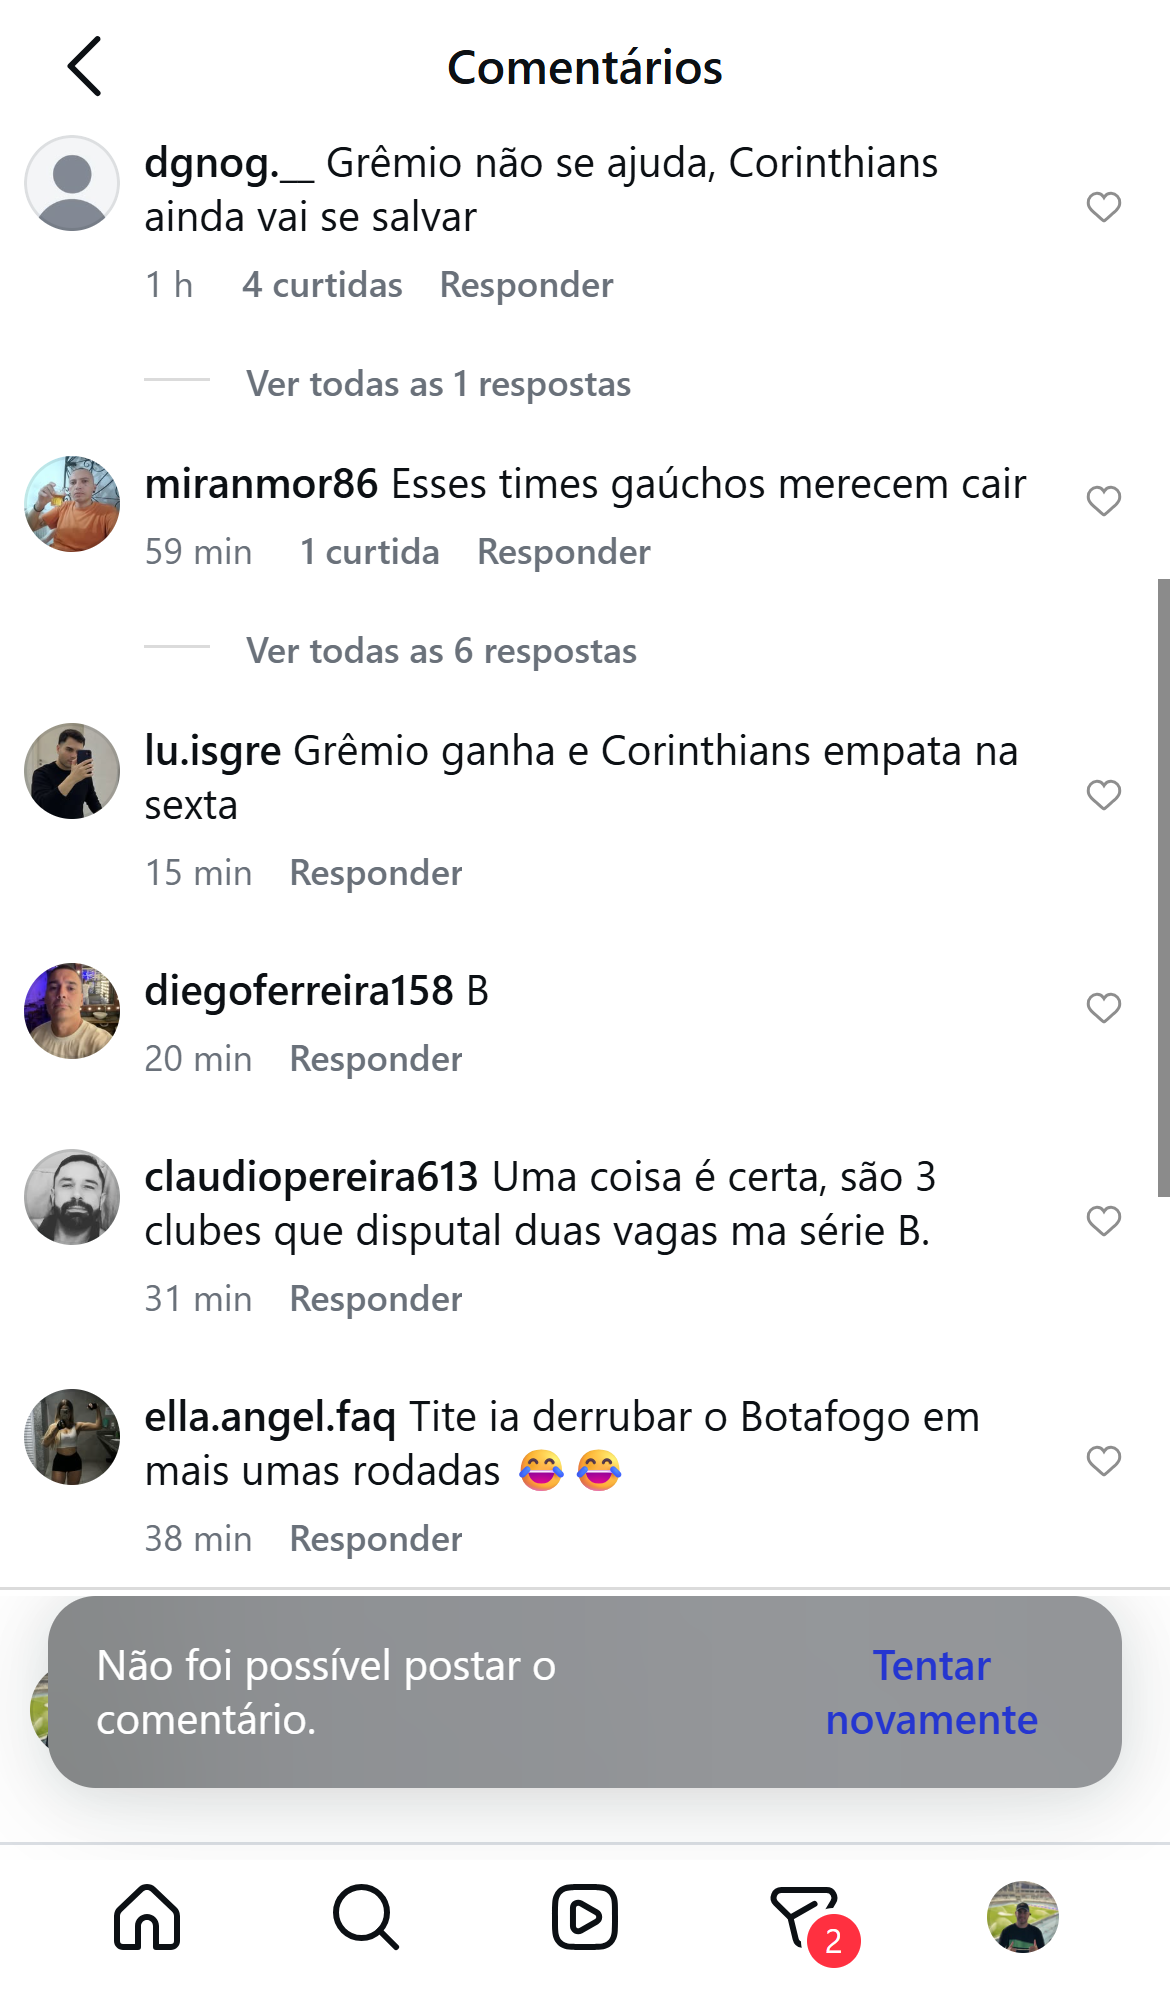 Comentários
dgnog.__ Grêmio não se ajuda, Corinthians
ainda vai se salvar
1 h 4 curtidas Responder
Ver todas as 1 respostas
miranmor86 Esses times gaúchos merecem cair
59 min 1 curtida Responder
Ver todas as 6 respostas
lu.isgre Grêmio ganha e Corinthians empata na
sexta
15 min Responder
diegoferreira158 B
20 min Responder
claudiopereira613 Uma coisa é certa, são 3
clubes que disputal duas vagas ma série B.
31 min Responder
ella.angel.faq Tite ia derrubar o Botafogo em
mais umas rodadas 😂 😂
38 min Responder
Não foi possível postar o
comentário.
Tentar
novamente
2